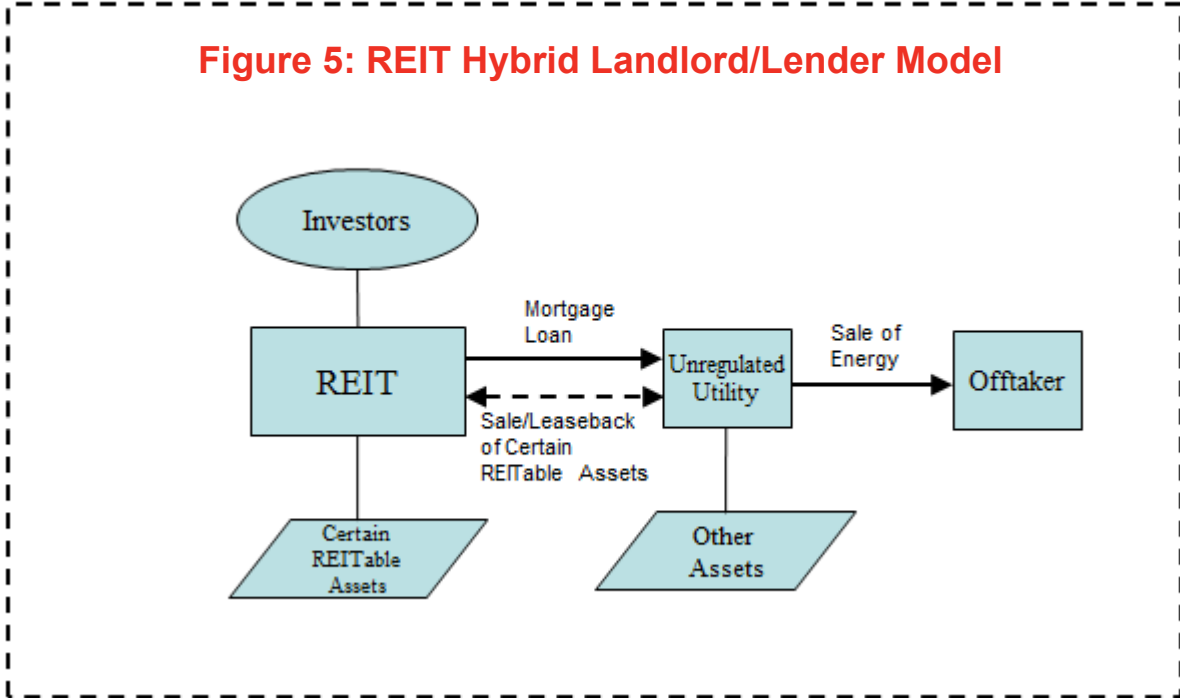 Figure 5: REIT Hybrid Landlord/Lender Model
Investors
Mortgage
Loan
Sale of
Energy
REIT
Unregulated
Utility
Offtaker
Sale/Leaseback
of Certain
REITable Assets
Certain
REITable
Assets
Other
Assets